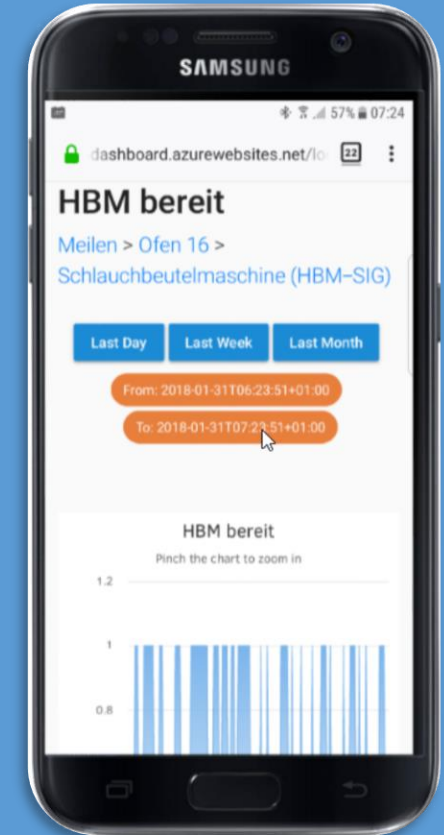 SAMSUNG
57% 07:24
dashboard.azurewebsites.net/lo
22
HBM bereit
Meilen > Ofen 16 >
Schlauchbeutelmaschine (HBM–SIG)
Last Day Last Week Last Month
From: 2018-01-31T06:23:51+01:00
To: 2018-01-31T07:23:51+01:00
HBM bereit
Pinch the chart to zoom in
1.2
1
0.8